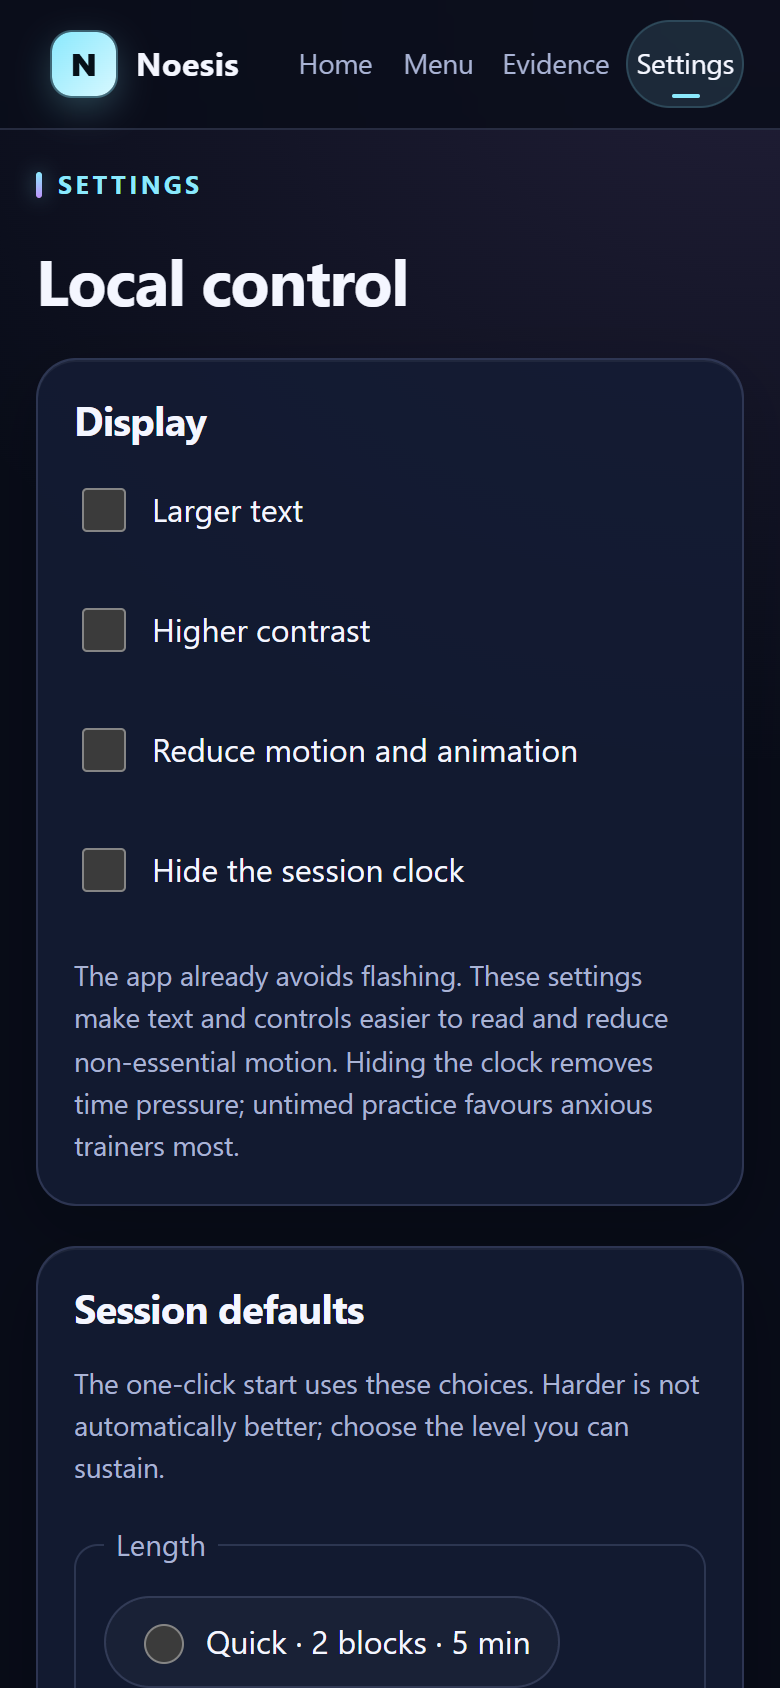 N Noesis Home Menu Evidence Settings
SETTINGS
Local control
Display
Larger text
Higher contrast
Reduce motion and animation
Hide the session clock
The app already avoids flashing. These settings
make text and controls easier to read and reduce
non-essential motion. Hiding the clock removes
time pressure; untimed practice favours anxious
trainers most.
Session defaults
The one-click start uses these choices. Harder is not
automatically better; choose the level you can
sustain.
Length
Quick · 2 blocks · 5 min